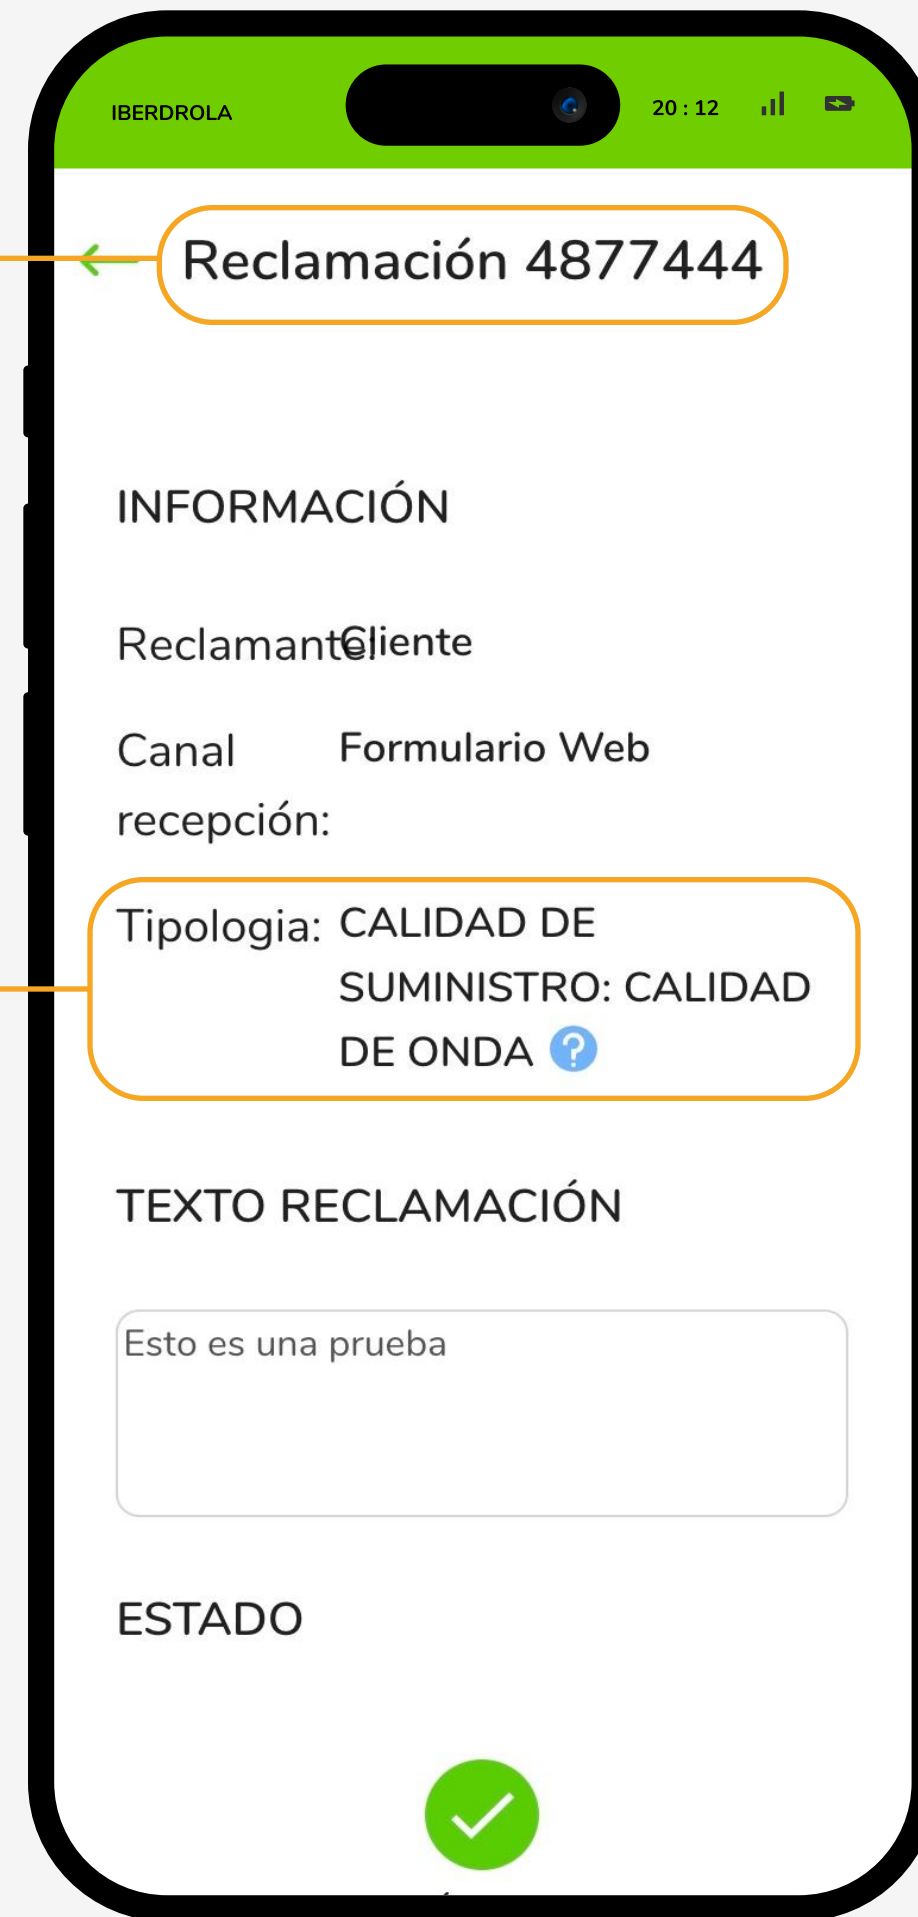 IBERDROLA 20 : 12
Reclamación 4877444
INFORMACIÓN
Reclamante: Cliente
Canal Formulario Web
recepción:
Tipologia: CALIDAD DE
SUMINISTRO: CALIDAD
DE ONDA ?
TEXTO RECLAMACIÓN
Esto es una prueba
ESTADO